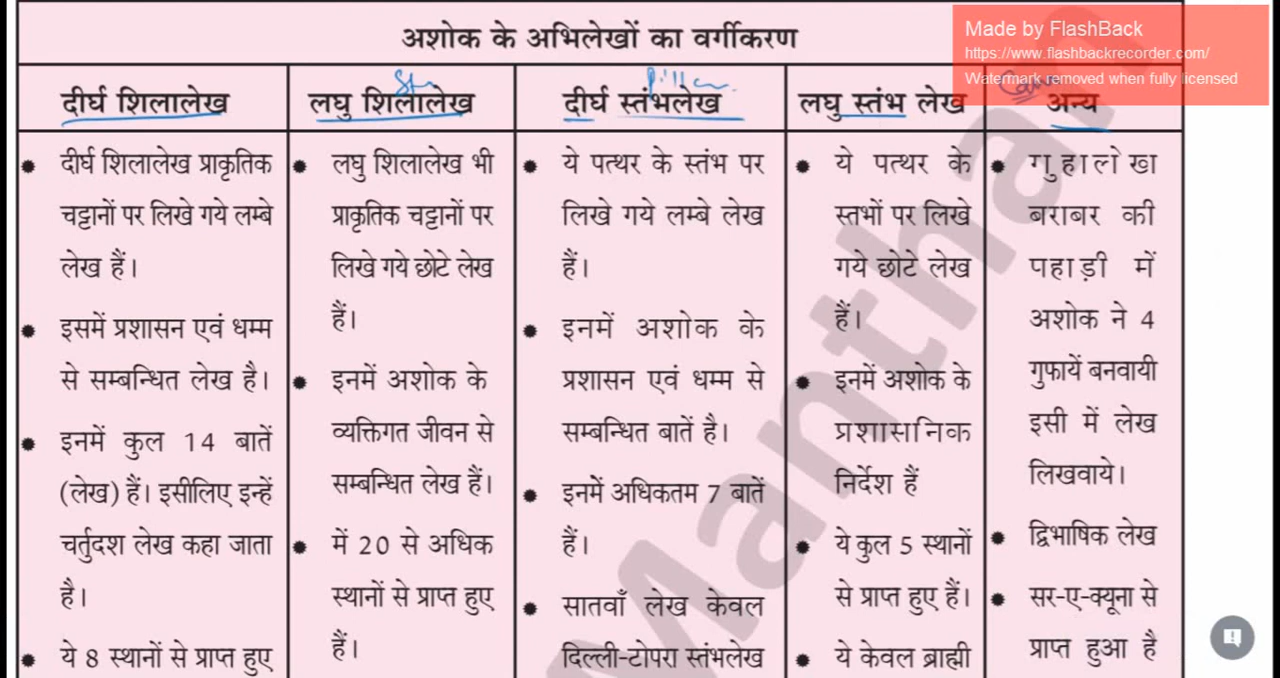 अशोक के अभिलेखों का वर्गीकरण
Made by FlashBack
https://www.flashbackrecorder.com/
Watermark removed when fully licensed
दीर्घ शिलालेख
लघु शिलालेख
दीर्घ स्तंभलेख
लघु स्तंभ लेख
अन्य
• दीर्घ शिलालेख प्राकृतिक
चट्टानों पर लिखे गये लम्बे
लेख हैं।
• इसमें प्रशासन एवं धम्म
से सम्बन्धित लेख है।
• इनमें कुल 14 बातें
(लेख) हैं। इसीलिए इन्हें
चर्तुदश लेख कहा जाता
है।
• ये 8 स्थानों से प्राप्त हुए
• लघु शिलालेख भी
प्राकृतिक चट्टानों पर
लिखे गये छोटे लेख
हैं।
• इनमें अशोक के
व्यक्तिगत जीवन से
सम्बन्धित लेख हैं।
• में 20 से अधिक
स्थानों से प्राप्त हुए
हैं।
• ये पत्थर के स्तंभ पर
लिखे गये लम्बे लेख
हैं।
• इनमें अशोक के
प्रशासन एवं धम्म से
सम्बन्धित बातें है।
• इनमें अधिकतम 7 बातें
हैं।
• सातवाँ लेख केवल
दिल्ली-टोपरा स्तंभलेख
• ये पत्थर के
स्तभों पर लिखे
गये छोटे लेख
हैं।
• इनमें अशोक के
प्रशासनिक
निर्देश हैं
• ये कुल 5 स्थानों
से प्राप्त हुए हैं।
• ये केवल ब्राह्मी
• गुहालेखा
बराबर की
पहाड़ी में
अशोक ने 4
गुफायें बनवायी
इसी में लेख
लिखवाये।
• द्विभाषिक लेख
• सर-ए-क्यूना से
प्राप्त हुआ है
Manthan